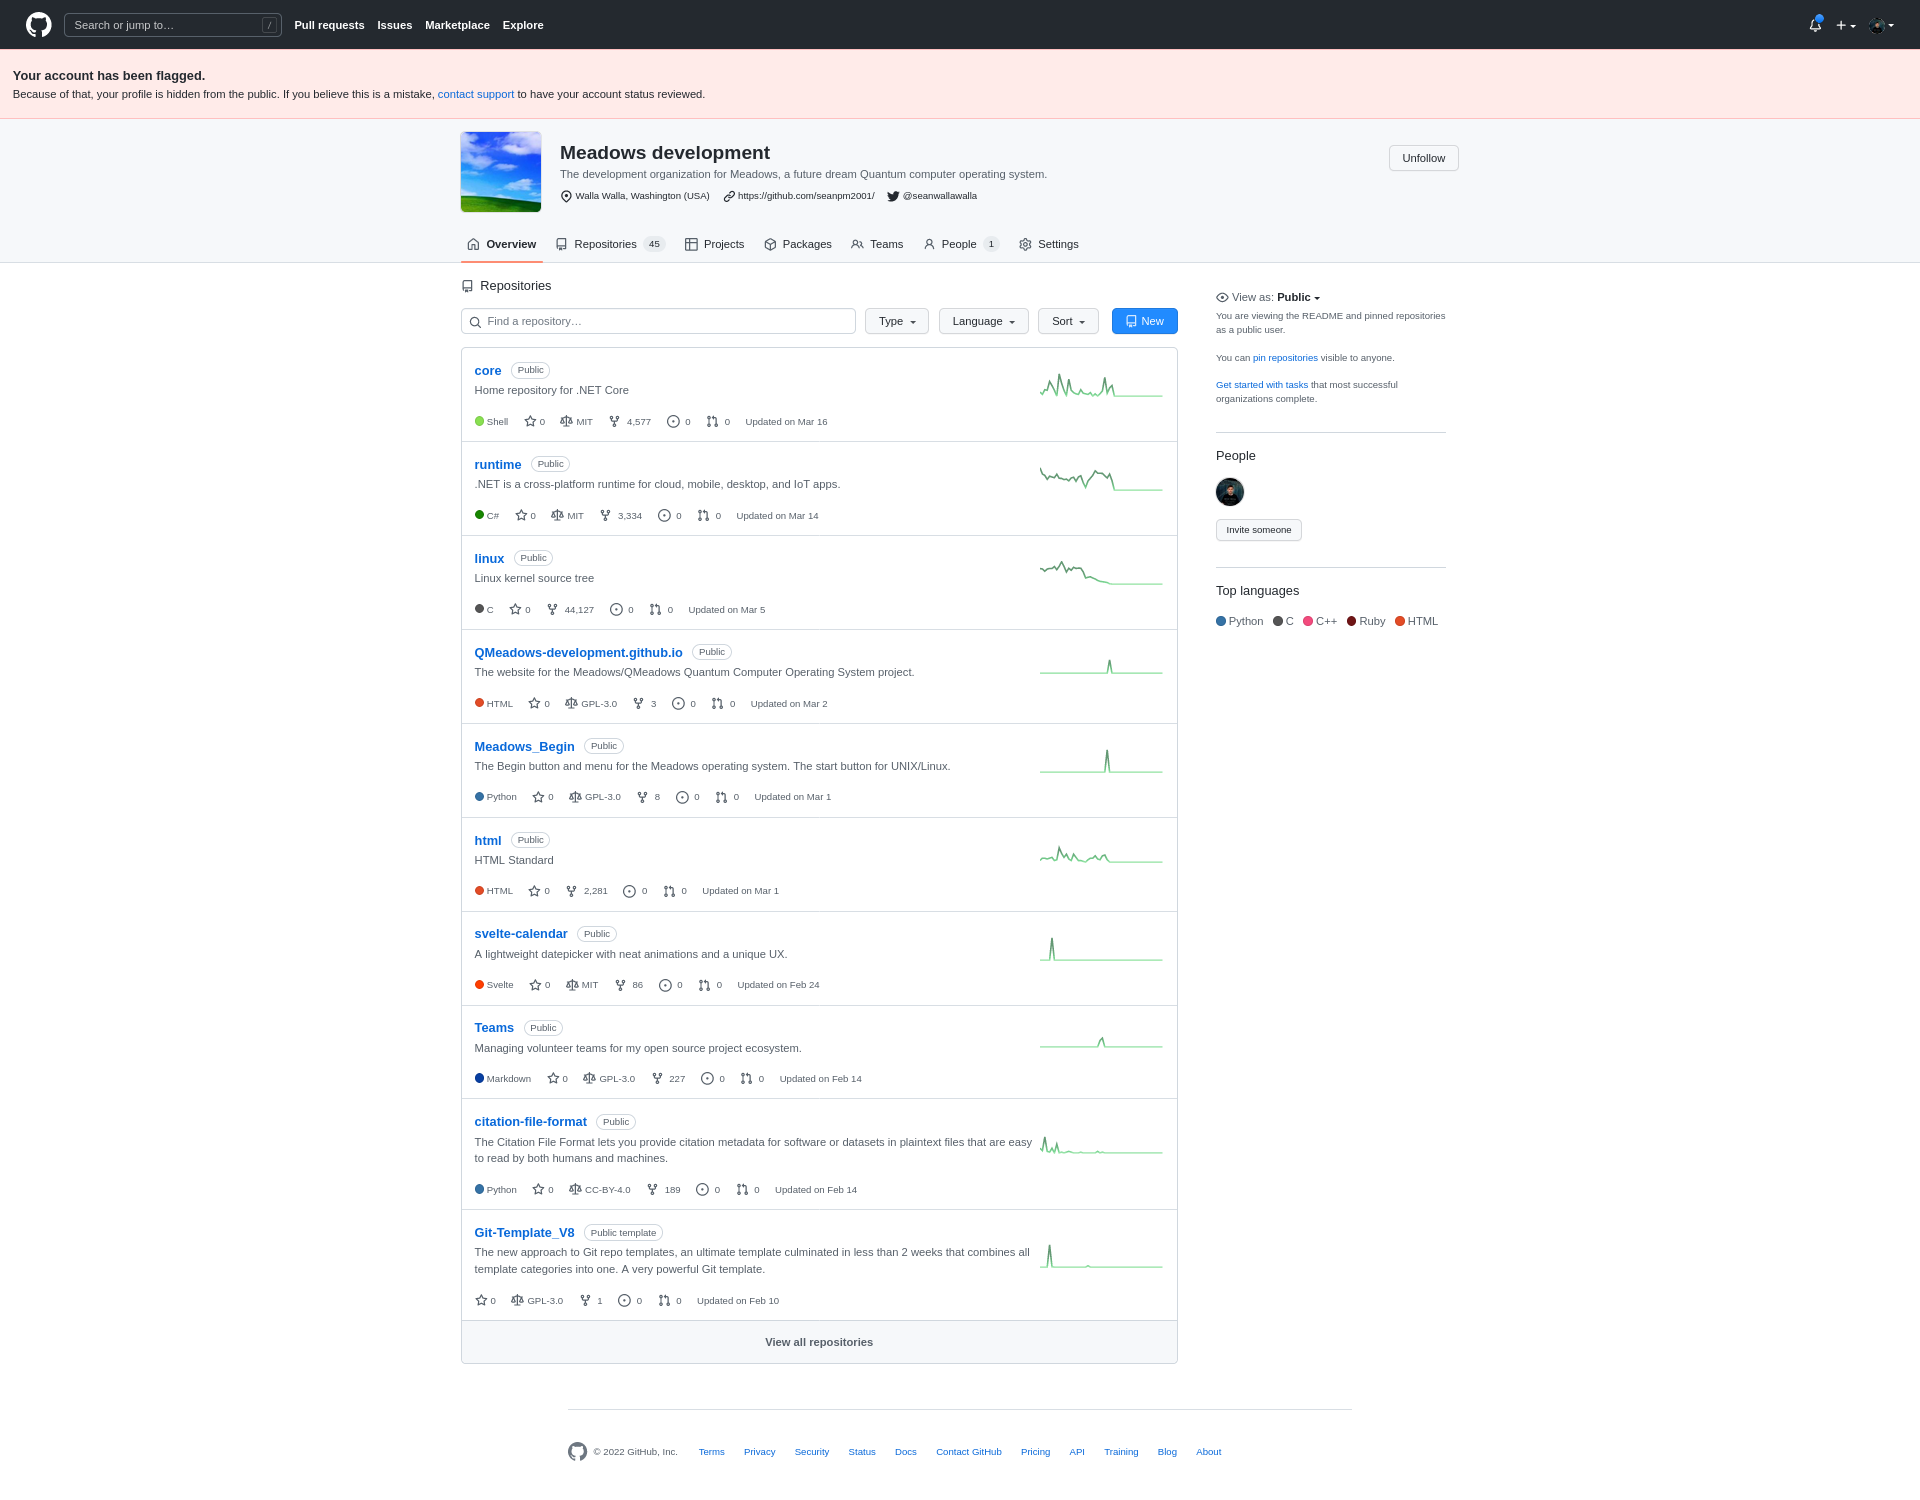 Search or jump to… /
Pull requests Issues Marketplace Explore
Your account has been flagged.
Because of that, your profile is hidden from the public. If you believe this is a mistake, contact support to have your account status reviewed.
Meadows development
The development organization for Meadows, a future dream Quantum computer operating system.
Walla Walla, Washington (USA) https://github.com/seanpm2001/ @seanwallawalla
Unfollow
Overview Repositories 45 Projects Packages Teams People 1 Settings
Repositories
Find a repository… Type Language Sort New
core Public
Home repository for .NET Core
Shell 0 MIT 4,577 0 0 Updated on Mar 16
runtime Public
.NET is a cross-platform runtime for cloud, mobile, desktop, and IoT apps.
C# 0 MIT 3,334 0 0 Updated on Mar 14
linux Public
Linux kernel source tree
C 0 44,127 0 0 Updated on Mar 5
QMeadows-development.github.io Public
The website for the Meadows/QMeadows Quantum Computer Operating System project.
HTML 0 GPL-3.0 3 0 0 Updated on Mar 2
Meadows_Begin Public
The Begin button and menu for the Meadows operating system. The start button for UNIX/Linux.
Python 0 GPL-3.0 8 0 0 Updated on Mar 1
html Public
HTML Standard
HTML 0 2,281 0 0 Updated on Mar 1
svelte-calendar Public
A lightweight datepicker with neat animations and a unique UX.
Svelte 0 MIT 86 0 0 Updated on Feb 24
Teams Public
Managing volunteer teams for my open source project ecosystem.
Markdown 0 GPL-3.0 227 0 0 Updated on Feb 14
citation-file-format Public
The Citation File Format lets you provide citation metadata for software or datasets in plaintext files that are easy
to read by both humans and machines.
Python 0 CC-BY-4.0 189 0 0 Updated on Feb 14
Git-Template_V8 Public template
The new approach to Git repo templates, an ultimate template culminated in less than 2 weeks that combines all
template categories into one. A very powerful Git template.
0 GPL-3.0 1 0 0 Updated on Feb 10
View all repositories
View as: Public
You are viewing the README and pinned repositories
as a public user.
You can pin repositories visible to anyone.
Get started with tasks that most successful
organizations complete.
People
Invite someone
Top languages
Python C C++ Ruby HTML
© 2022 GitHub, Inc. Terms Privacy Security Status Docs Contact GitHub Pricing API Training Blog About